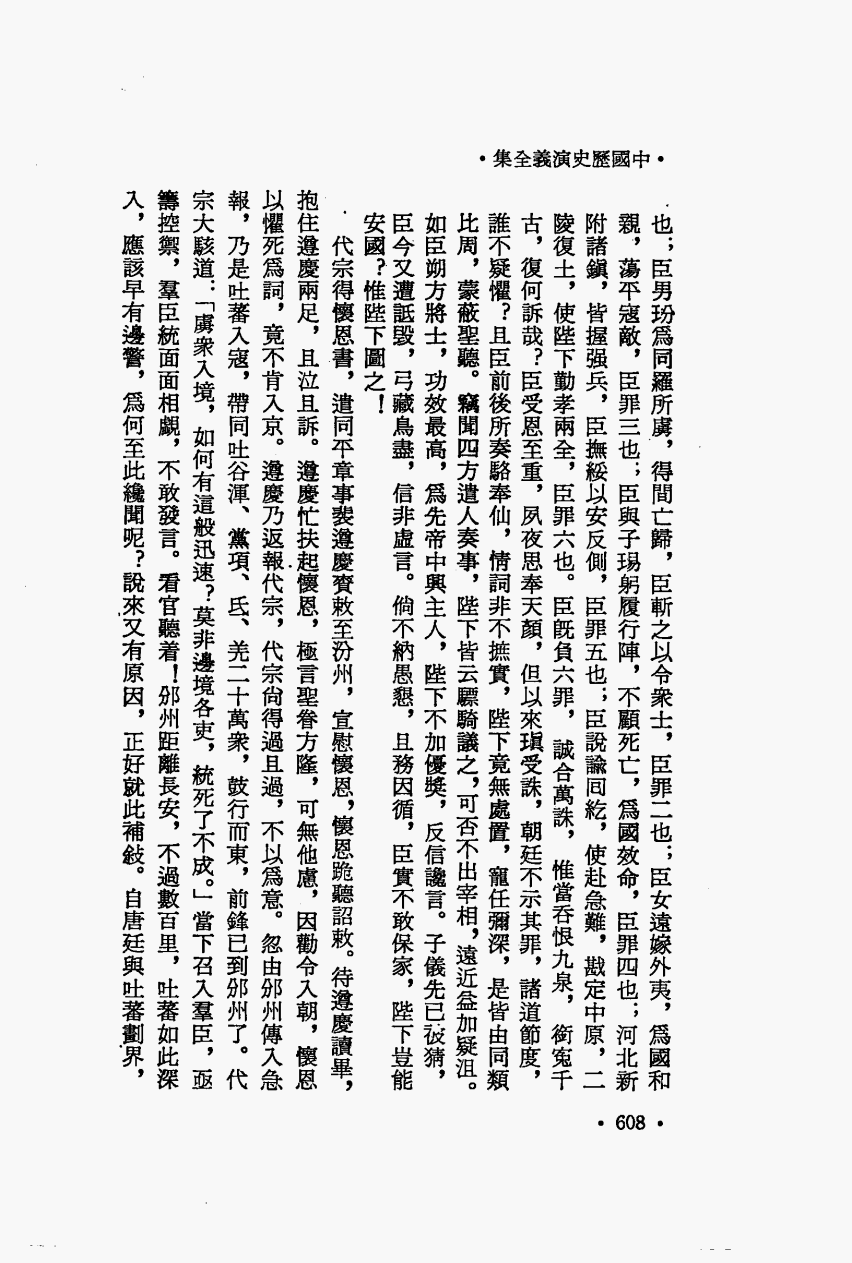 •中國歷史演義全集•
也；臣男玢爲同羅所虜，得間亡歸，臣斬之以令衆士，臣罪二也；臣女遠嫁外夷，爲國和
親，蕩平寇敵，臣罪三也；臣與子瑒躬履行陣，不顧死亡，爲國效命，臣罪四也；河北新
附諸鎭，皆握强兵，臣撫綏以安反側，臣罪五也；臣說諭囘紇，使赴急難，戡定中原，二
陵復土，使陛下勤孝兩全，臣罪六也。臣旣負六罪，誠合萬誅，惟當吞恨九泉，銜寃千
古，復何訴哉？臣受恩至重，夙夜思奉天顏，但以來瑱受誅，朝廷不示其罪，諸道節度，
誰不疑懼？且臣前後所奏駱奉仙，情詞非不摭實，陛下竟無處置，寵任彌深，是皆由同類
比周，蒙蔽聖聽。竊聞四方遣人奏事，陛下皆云驃騎議之，可否不出宰相，遠近益加疑沮。
如臣朔方將士，功效最高，爲先帝中興主人，陛下不加優獎，反信讒言。子儀先已被猜，
臣今又遭詆毀，弓藏鳥盡，信非虛言。倘不納愚懇，且務因循，臣實不敢保家，陛下豈能
安國？惟陛下圖之！
代宗得懷恩書，遣同平章事裴遵慶賷敕至汾州，宣慰懷恩，懷恩跪聽詔敕。待遵慶讀畢，
抱住遵慶兩足，且泣且訴。遵慶忙扶起懷恩，極言聖眷方隆，可無他慮，因勸令入朝，懷恩
以懼死爲詞，竟不肯入京。遵慶乃返報代宗，代宗尙得過且過，不以爲意。忽由邠州傳入急
報，乃是吐蕃入寇，帶同吐谷渾、黨項、氐、羌二十萬衆，鼓行而東，前鋒已到邠州了。代
宗大駭道：「虜衆入境，如何有這般迅速？莫非邊境各吏，統死了不成。」當下召入羣臣，亟
籌控禦，羣臣統面面相覷，不敢發言。看官聽着！邠州距離長安，不過數百里，吐蕃如此深
入，應該早有邊警，爲何至此纔聞呢？說來又有原因，正好就此補敍。自唐廷與吐蕃劃界，
•608•